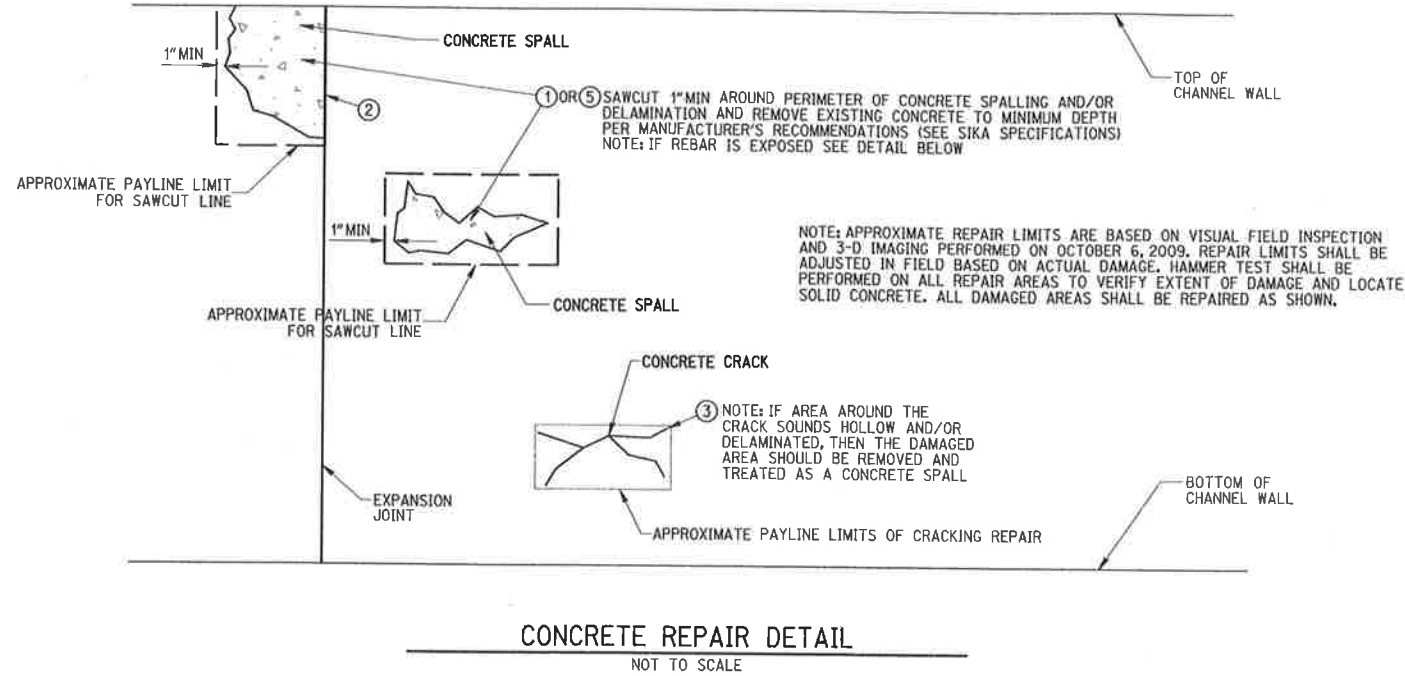 CONCRETE SPALL
1" MIN
TOP OF
CHANNEL WALL
①OR⑤ SAWCUT 1" MIN AROUND PERIMETER OF CONCRETE SPALLING AND/OR
DELAMINATION AND REMOVE EXISTING CONCRETE TO MINIMUM DEPTH
PER MANUFACTURER'S RECOMMENDATIONS (SEE SIKA SPECIFICATIONS)
NOTE: IF REBAR IS EXPOSED SEE DETAIL BELOW
②
APPROXIMATE PAYLINE LIMIT
FOR SAWCUT LINE
1" MIN
NOTE: APPROXIMATE REPAIR LIMITS ARE BASED ON VISUAL FIELD INSPECTION
AND 3-D IMAGING PERFORMED ON OCTOBER 6, 2009. REPAIR LIMITS SHALL BE
ADJUSTED IN FIELD BASED ON ACTUAL DAMAGE. HAMMER TEST SHALL BE
PERFORMED ON ALL REPAIR AREAS TO VERIFY EXTENT OF DAMAGE AND LOCATE
SOLID CONCRETE. ALL DAMAGED AREAS SHALL BE REPAIRED AS SHOWN.
CONCRETE SPALL
APPROXIMATE PAYLINE LIMIT
FOR SAWCUT LINE
CONCRETE CRACK
③ NOTE: IF AREA AROUND THE
CRACK SOUNDS HOLLOW AND/OR
DELAMINATED, THEN THE DAMAGED
AREA SHOULD BE REMOVED AND
TREATED AS A CONCRETE SPALL
EXPANSION
JOINT
BOTTOM OF
CHANNEL WALL
APPROXIMATE PAYLINE LIMITS OF CRACKING REPAIR
CONCRETE REPAIR DETAIL
NOT TO SCALE